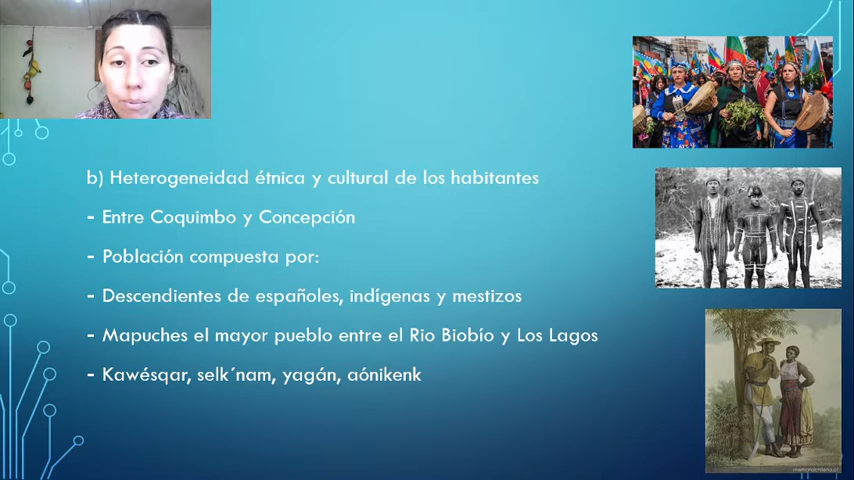 b) Heterogeneidad étnica y cultural de los habitantes
- Entre Coquimbo y Concepción
- Población compuesta por:
- Descendientes de españoles, indígenas y mestizos
- Mapuches el mayor pueblo entre el Rio Biobío y Los Lagos
- Kawésqar, selk´nam, yagán, aónikenk